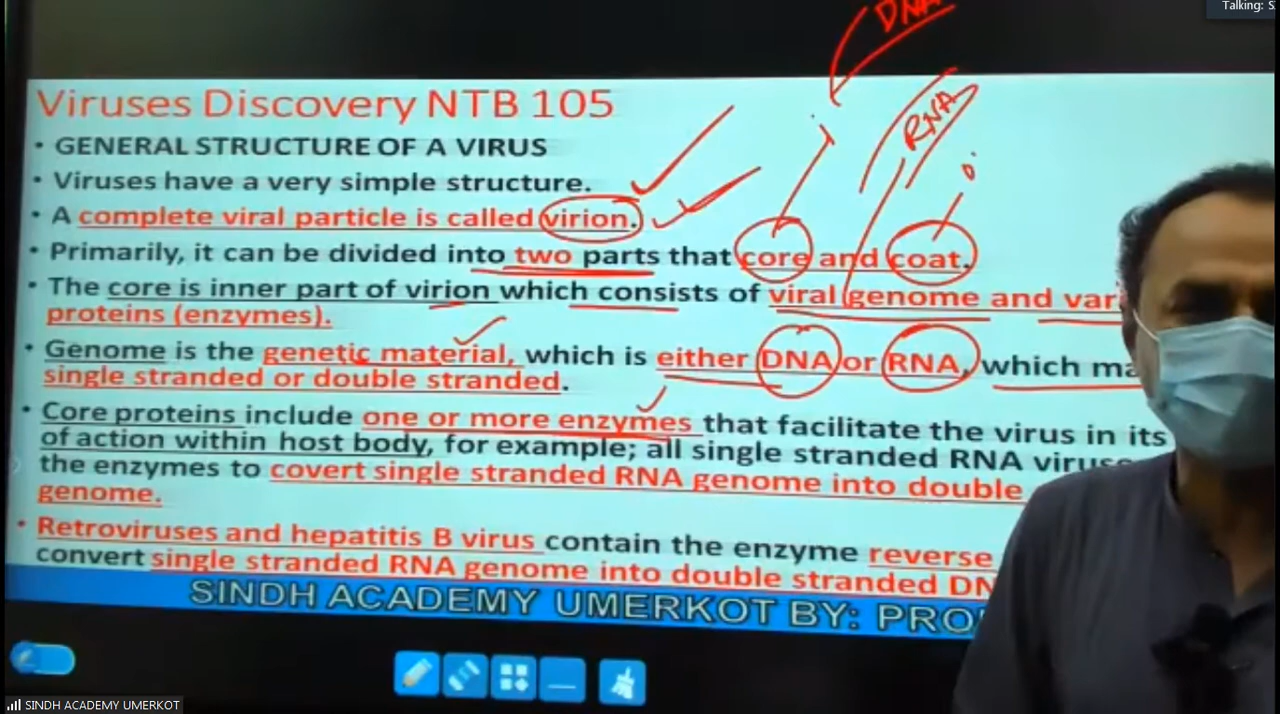 Talking: S
DNA
RNA
Viruses Discovery NTB 105
• GENERAL STRUCTURE OF A VIRUS
• Viruses have a very simple structure.
• A complete viral particle is called virion.
• Primarily, it can be divided into two parts that core and coat.
• The core is inner part of virion which consists of viral genome and var
proteins (enzymes).
• Genome is the genetic material, which is either DNA or RNA, which ma
single stranded or double stranded.
• Core proteins include one or more enzymes that facilitate the virus in its
of action within host body, for example; all single stranded RNA viruse
the enzymes to covert single stranded RNA genome into double
genome.
• Retroviruses and hepatitis B virus contain the enzyme reverse
convert single stranded RNA genome into double stranded DN
SINDH ACADEMY UMERKOT BY: PRO
SINDH ACADEMY UMERKOT